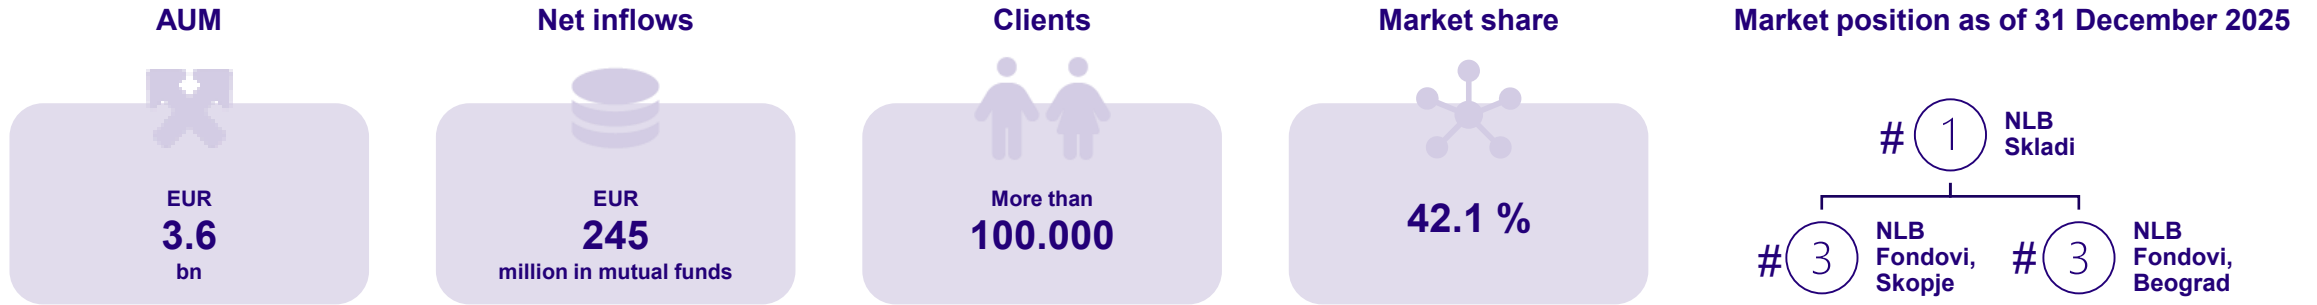 AUM
EUR
3.6
bn
Net inflows
EUR
245
million in mutual funds
Clients
More than
100.000
Market share
42.1 %
Market position as of 31 December 2025
# 1
NLB
Skladi
# 3
NLB
Fondovi,
Skopje
# 3
NLB
Fondovi,
Beograd